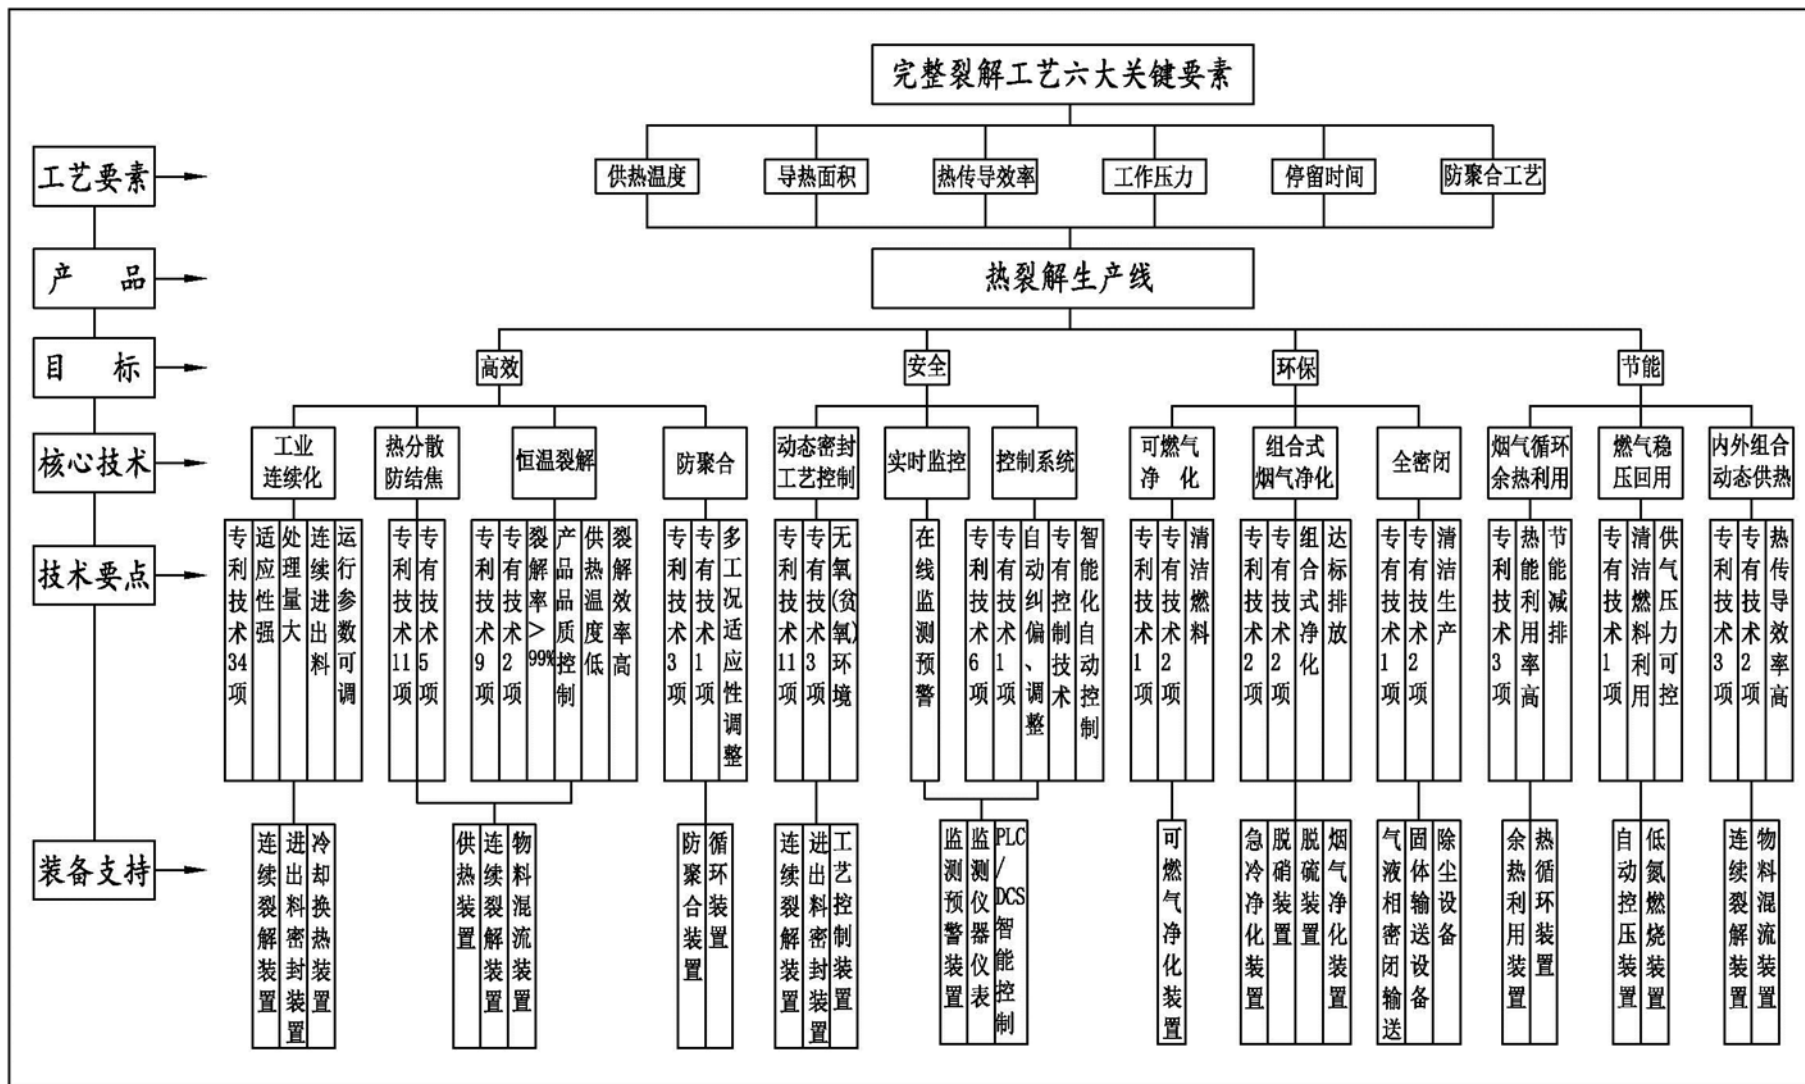 完整裂解工艺六大关键要素
工艺要素
供热温度
导热面积
热传导效率
工作压力
停留时间
防聚合工艺
产 品
热裂解生产线
目 标
高效
安全
环保
节能
核心技术
工业
连续化
热分散
防结焦
恒温裂解
防聚合
动态密封
工艺控制
实时监控
控制系统
可燃气
净 化
组合式
烟气净化
全密闭
烟气循环
余热利用
燃气稳
压回用
内外组合
动态供热
技术要点
专利技术34项
适应性强
处理量大
连续进出料
运行参数可调
专利技术11项
专有技术5项
专利技术9项
专有技术2项
裂解率>99%
产品品质控制
供热温度低
裂解效率高
专利技术3项
专有技术1项
多工况适应性调整
专利技术11项
专有技术3项
无氧(贫氧)环境
在线监测预警
专利技术6项
专有技术1项
自动纠偏、调整
专有控制技术
智能化自动控制
专利技术1项
专有技术2项
清洁燃料
专利技术2项
专有技术2项
组合式净化
达标排放
专有技术1项
专有技术2项
清洁生产
专利技术3项
热能利用率高
节能减排
专有技术1项
清洁燃料利用
供气压力可控
专利技术3项
专有技术2项
热传导效率高
装备支持
连续裂解装置
进出料密封装置
冷却换热装置
供热装置
连续裂解装置
物料混流装置
防聚合装置
循环装置
连续裂解装置
进出料密封装置
工艺控制装置
监测预警装置
监测仪器仪表
PLC/DCS智能控制
可燃气净化装置
急冷净化装置
脱硝装置
脱硫装置
烟气净化装置
气液相密闭输送
固体输送设备
除尘设备
余热利用装置
热循环装置
自动控压装置
低氮燃烧装置
连续裂解装置
物料混流装置